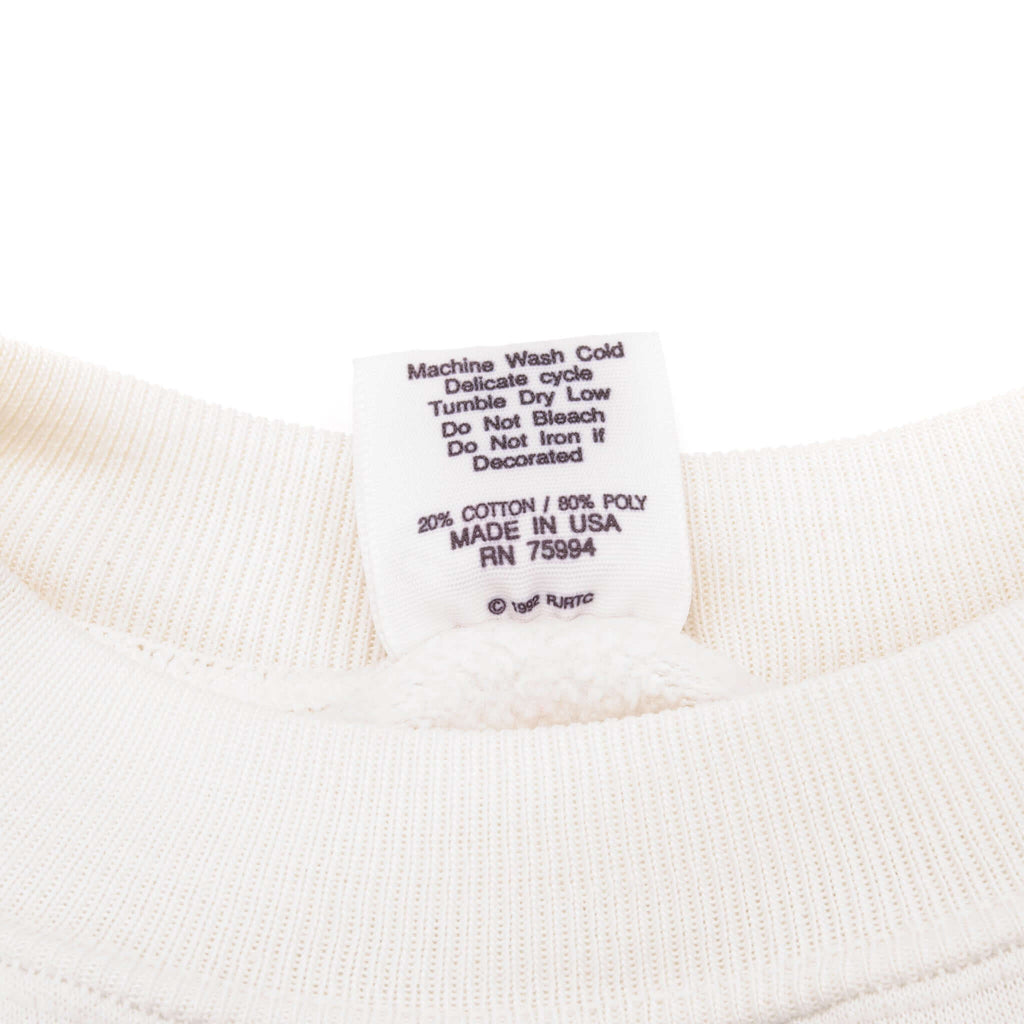 Machine Wash Cold
Delicate cycle
Tumble Dry Low
Do Not Bleach
Do Not Iron if
Decorated
20% COTTON / 80% POLY
MADE IN USA
RN 75994
© 1992 RJRTC